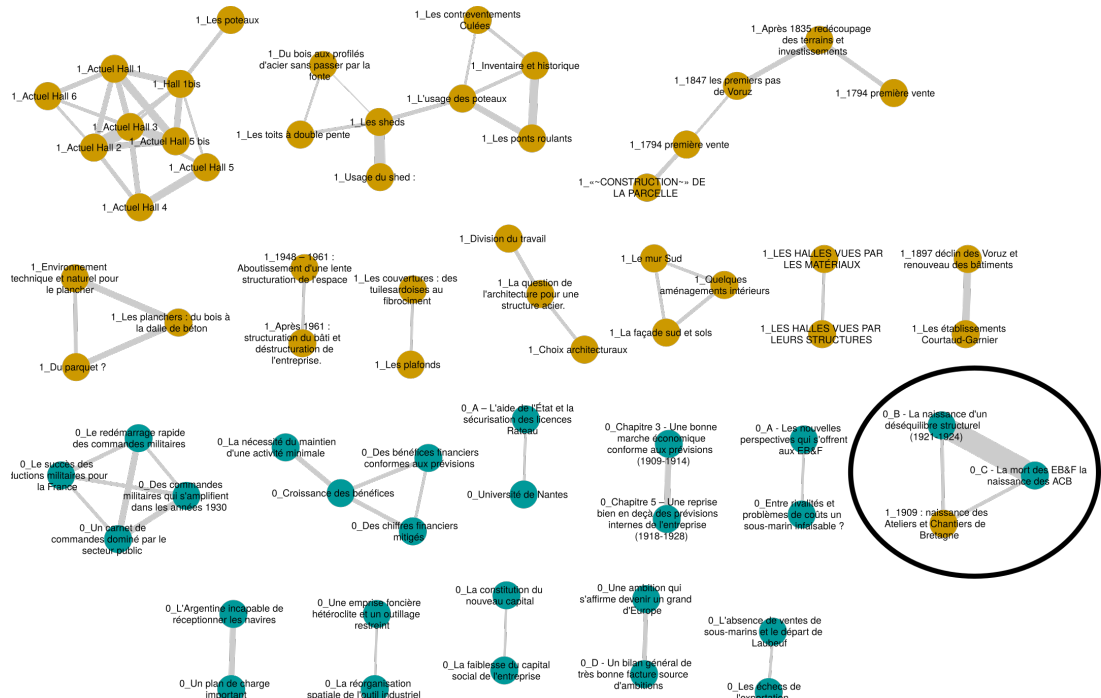 1_Les poteaux
1_Actuel Hall 1
1_Hall 1bis
1_Actuel Hall 6
1_Actuel Hall 3
1_Actuel Hall 5 bis
1_Actuel Hall 2
1_Actuel Hall 5
1_Actuel Hall 4
1_Du bois aux profilés
d'acier sans passer par la
fonte
1_Les toits à double pente
1_Les sheds
1_Usage du shed :
1_Les contreventements
Culées
1_Inventaire et historique
1_L'usage des poteaux
1_Les ponts roulants
1_Après 1835 redécoupage
des terrains et
investissements
1_1847 les premiers pas
de Voruz
1_1794 première vente
1_1794 première vente
1_«~CONSTRUCTION~» DE
LA PARCELLE
1_Environnement
technique et naturel pour
le plancher
1_Les planchers : du bois à
la dalle de béton
1_Du parquet ?
1_1948 – 1961 :
Aboutissement d'une lente
structuration de l'espace
1_Après 1961 :
structuration du bâti et
déstructuration de
l'entreprise.
1_Les couvertures : des
tuilesardoises au
fibrociment
1_Les plafonds
1_Division du travail
1_La question de
l'architecture pour une
structure acier.
1_Choix architecturaux
1_Le mur Sud
1_Quelques
aménagements intérieurs
1_La façade sud et sols
1_LES HALLES VUES PAR
LES MATÉRIAUX
1_LES HALLES VUES PAR
LEURS STRUCTURES
1_1897 déclin des Voruz et
renouveau des bâtiments
1_Les établissements
Courtaud-Garnier
0_Le redémarrage rapide
des commandes militaires
0_Le succès des
ductions militaires pour
la France
0_Des commandes
militaires qui s'amplifient
dans les années 1930
0_Un carnet de
commandes dominé par le
secteur public
0_La nécessité du maintien
d'une activité minimale
0_Des bénéfices financiers
conformes aux prévisions
0_Croissance des bénéfices
0_Des chiffres financiers
mitigés
0_A – L'aide de l'État et la
sécurisation des licences
Rateau
0_Université de Nantes
0_Chapitre 3 - Une bonne
marche économique
conforme aux prévisions
(1909-1914)
0_Chapitre 5 – Une reprise
bien en deçà des prévisions
internes de l'entreprise
(1918-1928)
0_A - Les nouvelles
perspectives qui s'offrent
aux EB&F
0_Entre rivalités et
problèmes de coûts un
sous-marin infaisable ?
0_B - La naissance d'un
déséquilibre structurel
(1921-1924)
0_C - La mort des EB&F la
naissance des ACB
1_1909 : naissance des
Ateliers et Chantiers de
Bretagne
0_L'Argentine incapable de
réceptionner les navires
0_Un plan de charge
important
0_Une emprise foncière
hétéroclite et un outillage
restreint
0_La réorganisation
spatiale de l'outil industriel
0_La constitution du
nouveau capital
0_La faiblesse du capital
social de l'entreprise
0_Une ambition qui
s'affirme devenir un grand
d'Europe
0_D - Un bilan général de
très bonne facture source
d'ambitions
0_L'absence de ventes de
sous-marins et le départ de
Laubeuf
0_Les échecs de
l'exportation